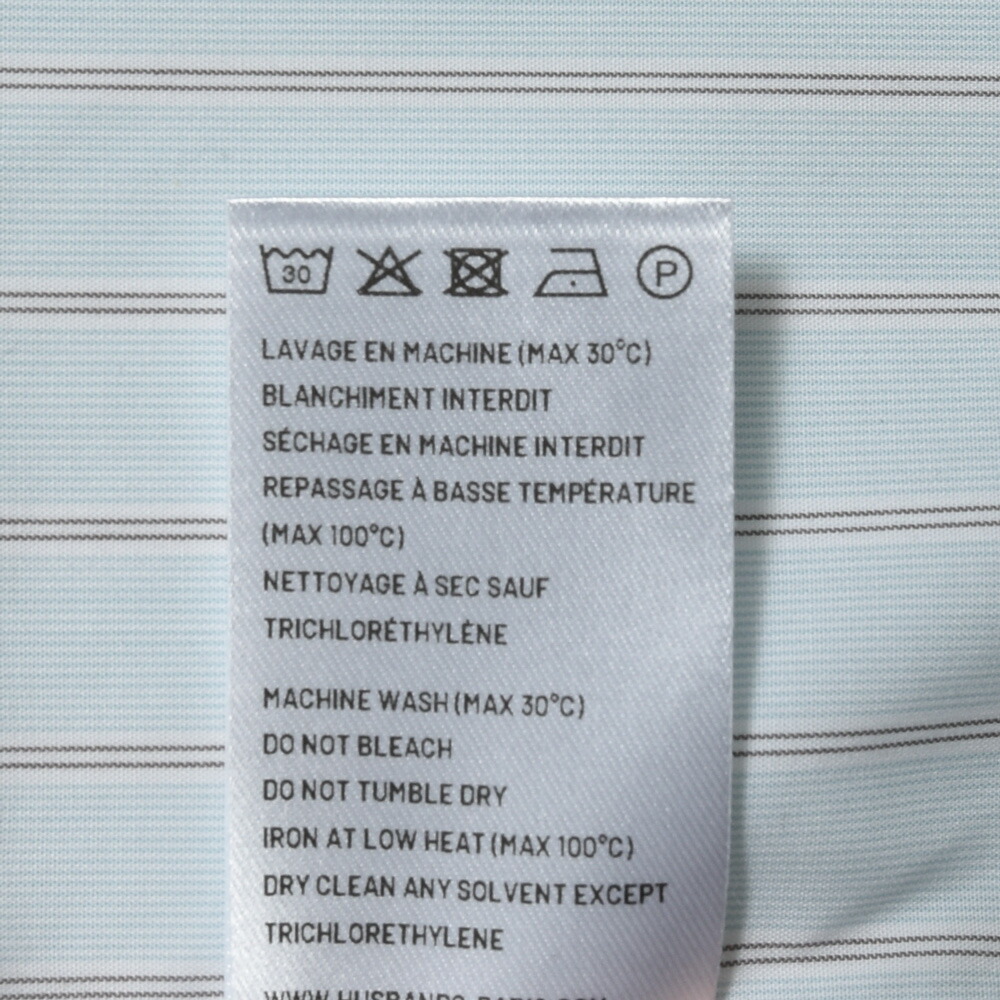 30 P
LAVAGE EN MACHINE (MAX 30°C)
BLANCHIMENT INTERDIT
SÉCHAGE EN MACHINE INTERDIT
REPASSAGE À BASSE TEMPÉRATURE
(MAX 100°C)
NETTOYAGE À SEC SAUF
TRICHLORÉTHYLÈNE
MACHINE WASH (MAX 30°C)
DO NOT BLEACH
DO NOT TUMBLE DRY
IRON AT LOW HEAT (MAX 100°C)
DRY CLEAN ANY SOLVENT EXCEPT
TRICHLORETHYLENE